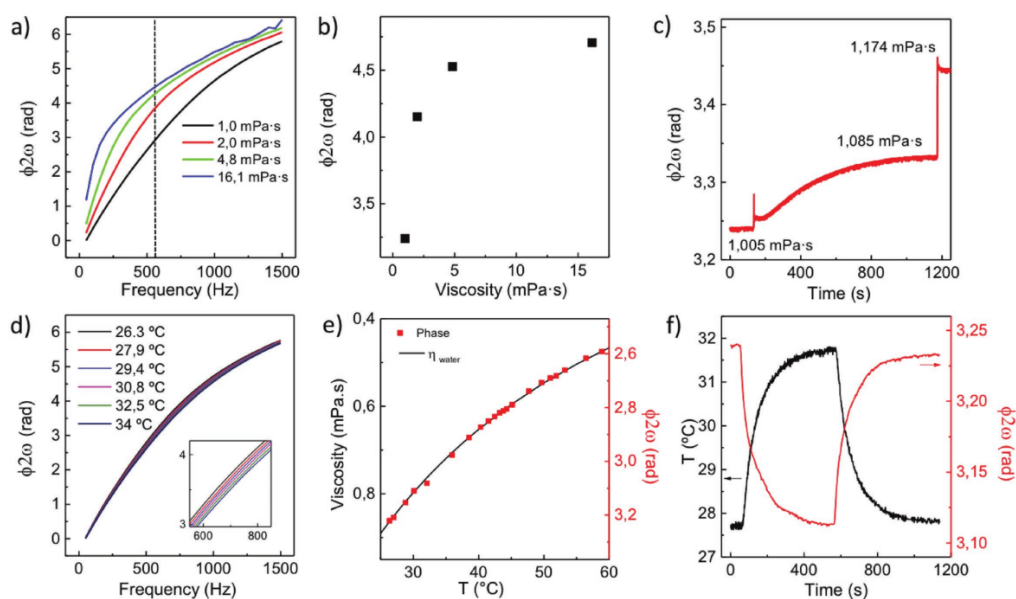 a)
ϕ2ω (rad)
6
5
4
3
2
1
0
1,0 mPa·s
2,0 mPa·s
4,8 mPa·s
16,1 mPa·s
0 500 1000 1500
Frequency (Hz)
b)
ϕ2ω (rad)
4,5
4,0
3,5
0 5 10 15
Viscosity (mPa·s)
c)
ϕ2ω (rad)
3,5
3,4
3,3
3,2
1,174 mPa·s
1,085 mPa·s
1,005 mPa·s
0 400 800 1200
Time (s)
d)
ϕ2ω (rad)
6
5
4
3
2
1
0
26.3 ºC
27,9 ºC
29,4 ºC
30,8 ºC
32,5 ºC
34 ºC
4
3
600 800
0 500 1000 1500
Frequency (Hz)
e)
Viscosity (mPa.s)
0,4
0,6
0,8
Phase
η water
2,6
2,8
3,0
3,2
ϕ2ω (rad)
30 40 50 60
T (°C)
f)
T (°C)
32
31
29
28
27
3,25
3,23
3,22
3,15
3,10
ϕ2ω (rad)
0 400 800 1200
Time (s)